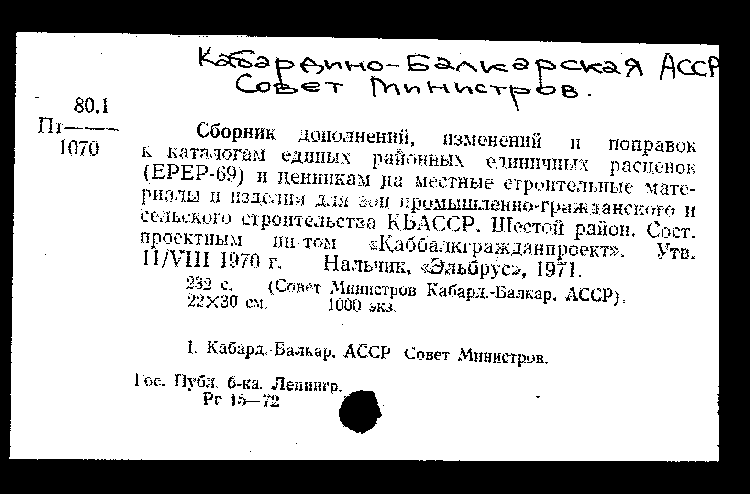 Кабардино-Балкарская АССР
Совет Министров.
80.1
Пт
1070
Сборник дополнений, изменений и поправок
к каталогам единых районных единичных расценок
(ЕРЕР-69) и ценникам на местные строительные мате-
риалы и изделия для зон промышленно-гражданского и
сельского строительства КБАССР. Шестой район. Сост.
проектным ин-том «Каббалкгражданпроект». Утв.
11/VIII 1970 г. Нальчик, «Эльбрус», 1971.
232 с. (Совет Министров Кабард.-Балкар. АССР).
22×30 см. 1000 экз.
I. Кабард.-Балкар. АССР Совет Министров.
Гос. Публ. б-ка. Ленингр.
Рг 15—72